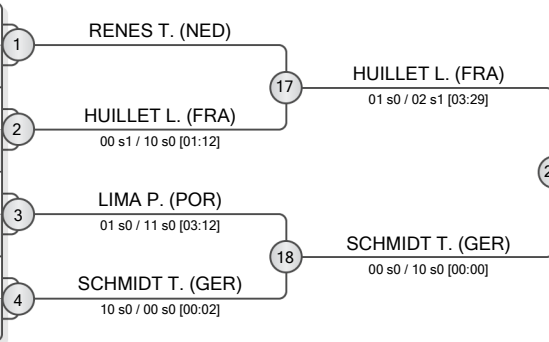 1
RENES T. (NED)
17
HUILLET L. (FRA)
01 s0 / 02 s1 [03:29]
2
HUILLET L. (FRA)
00 s1 / 10 s0 [01:12]
3
LIMA P. (POR)
01 s0 / 11 s0 [03:12]
18
SCHMIDT T. (GER)
00 s0 / 10 s0 [00:00]
4
SCHMIDT T. (GER)
10 s0 / 00 s0 [00:02]